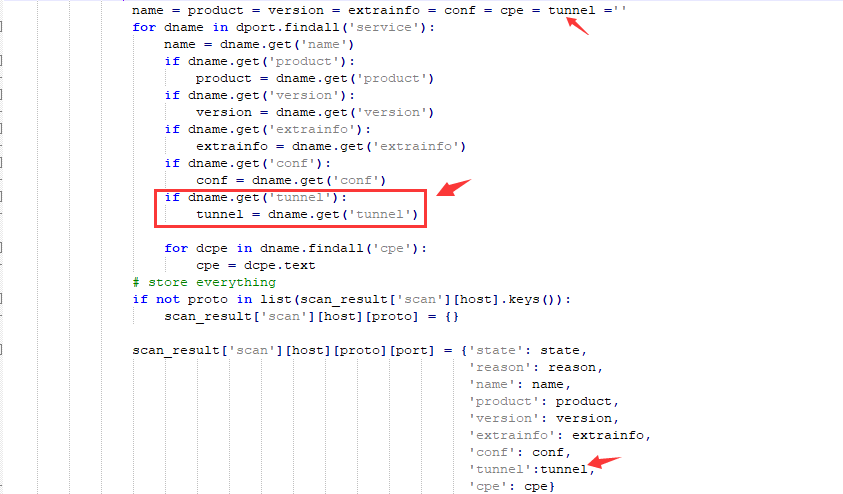 name = product = version = extrainfo = conf = cpe = tunnel =''
for dname in dport.findall('service'):
    name = dname.get('name')
    if dname.get('product'):
        product = dname.get('product')
    if dname.get('version'):
        version = dname.get('version')
    if dname.get('extrainfo'):
        extrainfo = dname.get('extrainfo')
    if dname.get('conf'):
        conf = dname.get('conf')
    if dname.get('tunnel'):
        tunnel = dname.get('tunnel')
    for dcpe in dname.findall('cpe'):
        cpe = dcpe.text
# store everything
if not proto in list(scan_result['scan'][host].keys()):
    scan_result['scan'][host][proto] = {}
scan_result['scan'][host][proto][port] = {'state': state,
                                          'reason': reason,
                                          'name': name,
                                          'product': product,
                                          'version': version,
                                          'extrainfo': extrainfo,
                                          'conf': conf,
                                          'tunnel':tunnel,
                                          'cpe': cpe}